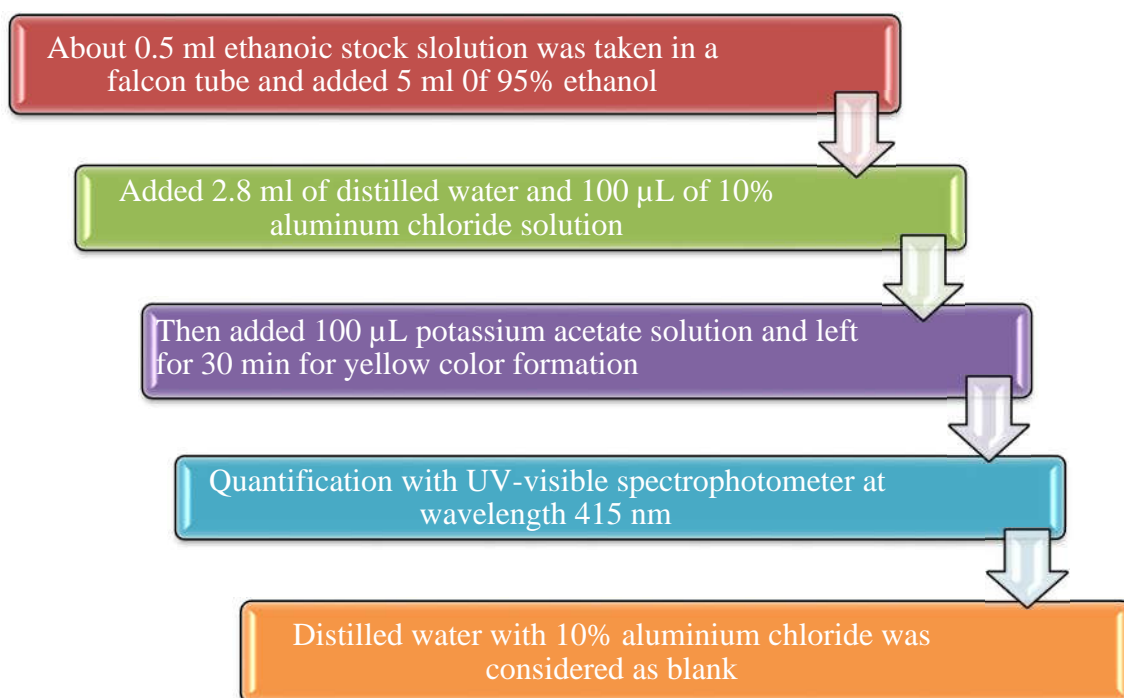 About 0.5 ml ethanoic stock slolution was taken in a
falcon tube and added 5 ml 0f 95% ethanol
Added 2.8 ml of distilled water and 100 µL of 10%
aluminum chloride solution
Then added 100 µL potassium acetate solution and left
for 30 min for yellow color formation
Quantification with UV-visible spectrophotometer at
wavelength 415 nm
Distilled water with 10% aluminium chloride was
considered as blank